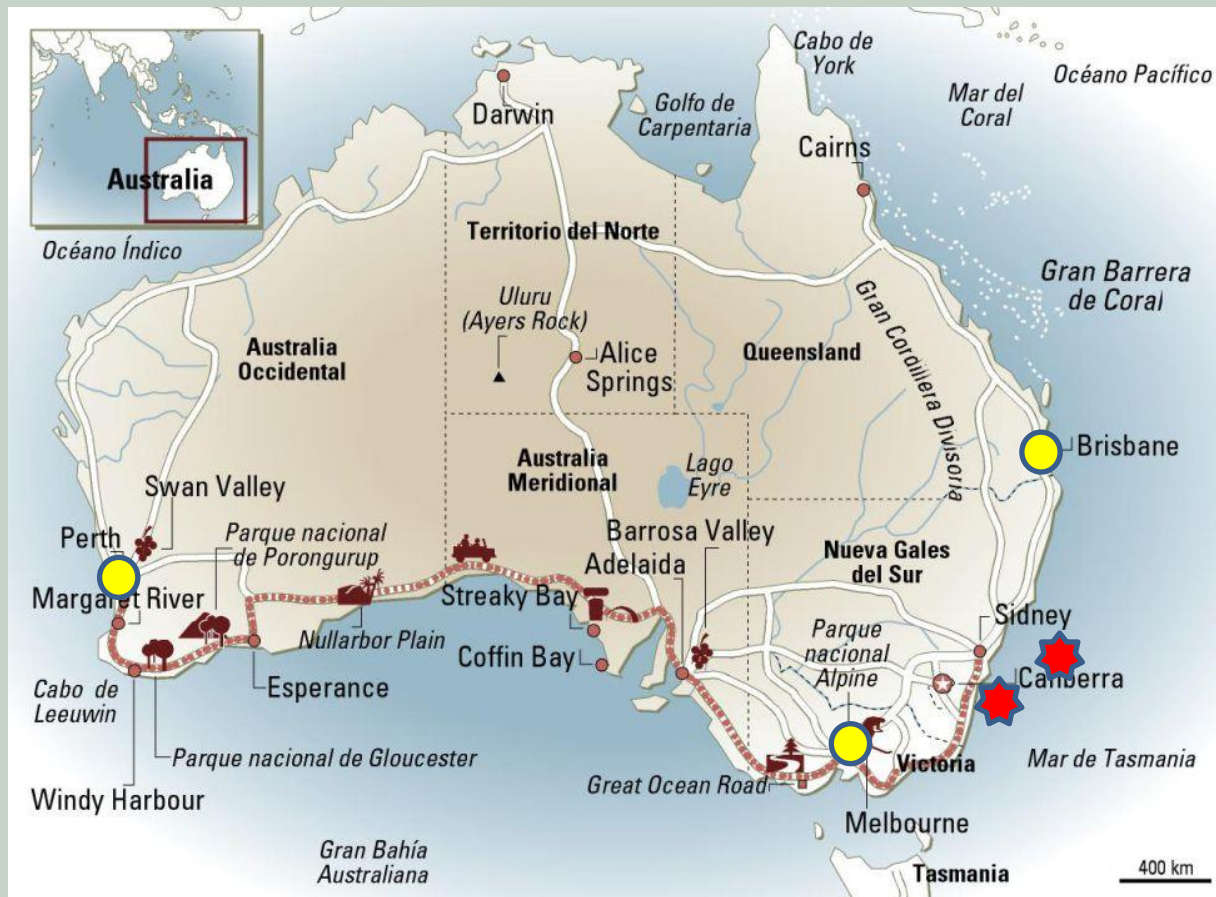 Australia
Océano Índico
Darwin
Golfo de
Carpentaria
Cabo de
York
Océano Pacífico
Mar del
Coral
Cairns
Gran Barrera
de Coral
Territorio del Norte
Uluru
(Ayers Rock)
Alice
Springs
Australia
Occidental
Queensland
Gran Cordillera Divisoria
Brisbane
Australia
Meridional
Lago
Eyre
Swan Valley
Perth
Parque nacional
de Porongurup
Margaret River
Barrosa Valley
Adelaida
Nueva Gales
del Sur
Streaky Bay
Nullarbor Plain
Coffin Bay
Sidney
Parque
nacional
Alpine
Canberra
Cabo de
Leeuwin
Esperance
Parque nacional de Gloucester
Windy Harbour
Great Ocean Road
Victoria
Mar de Tasmania
Melbourne
Gran Bahía
Australiana
Tasmania
400 km